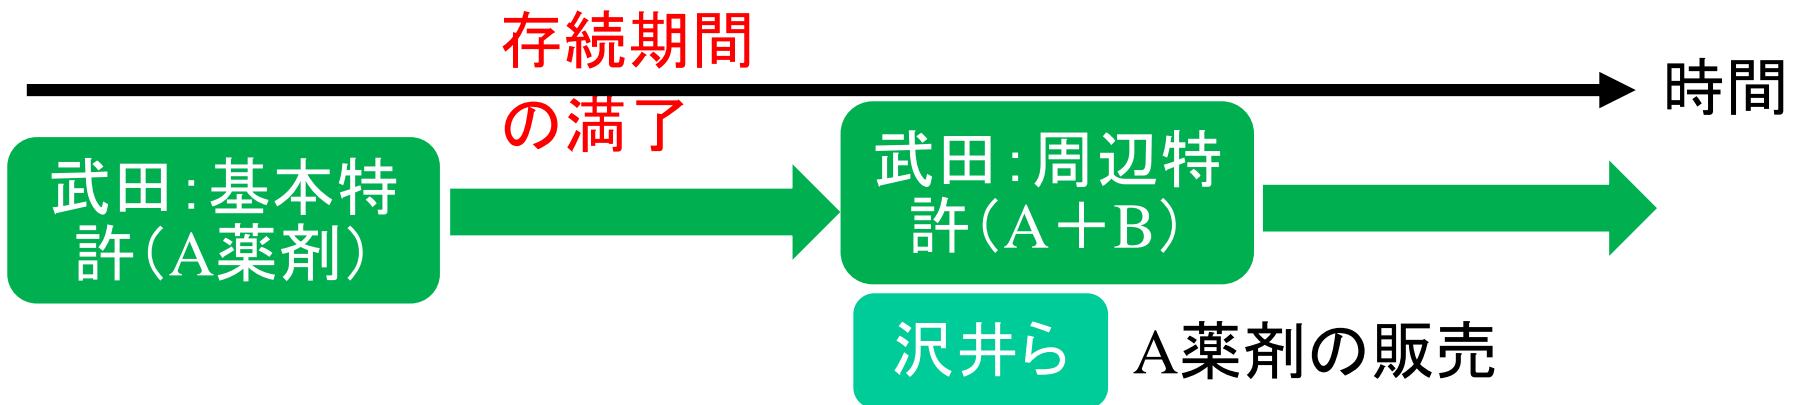 存続期間
の満了
時間
武田：基本特
許（A薬剤）
武田：周辺特
許（A＋B）
沢井ら
A薬剤の販売